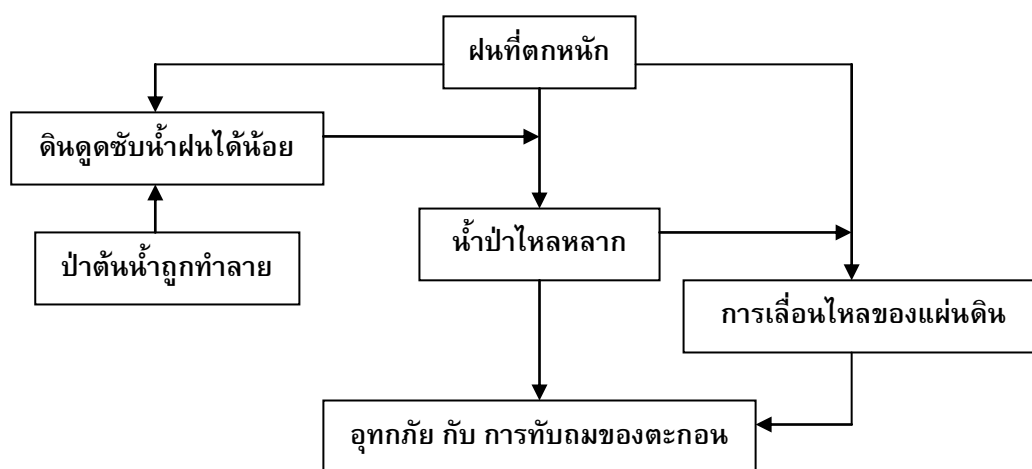 ฝนที่ตกหนัก
ดินดูดซับน้ำฝนได้น้อย
น้ำป่าไหลหลาก
ป่าต้นน้ำถูกทำลาย
การเลื่อนไหลของแผ่นดิน
อุทกภัย กับ การทับถมของตะกอน